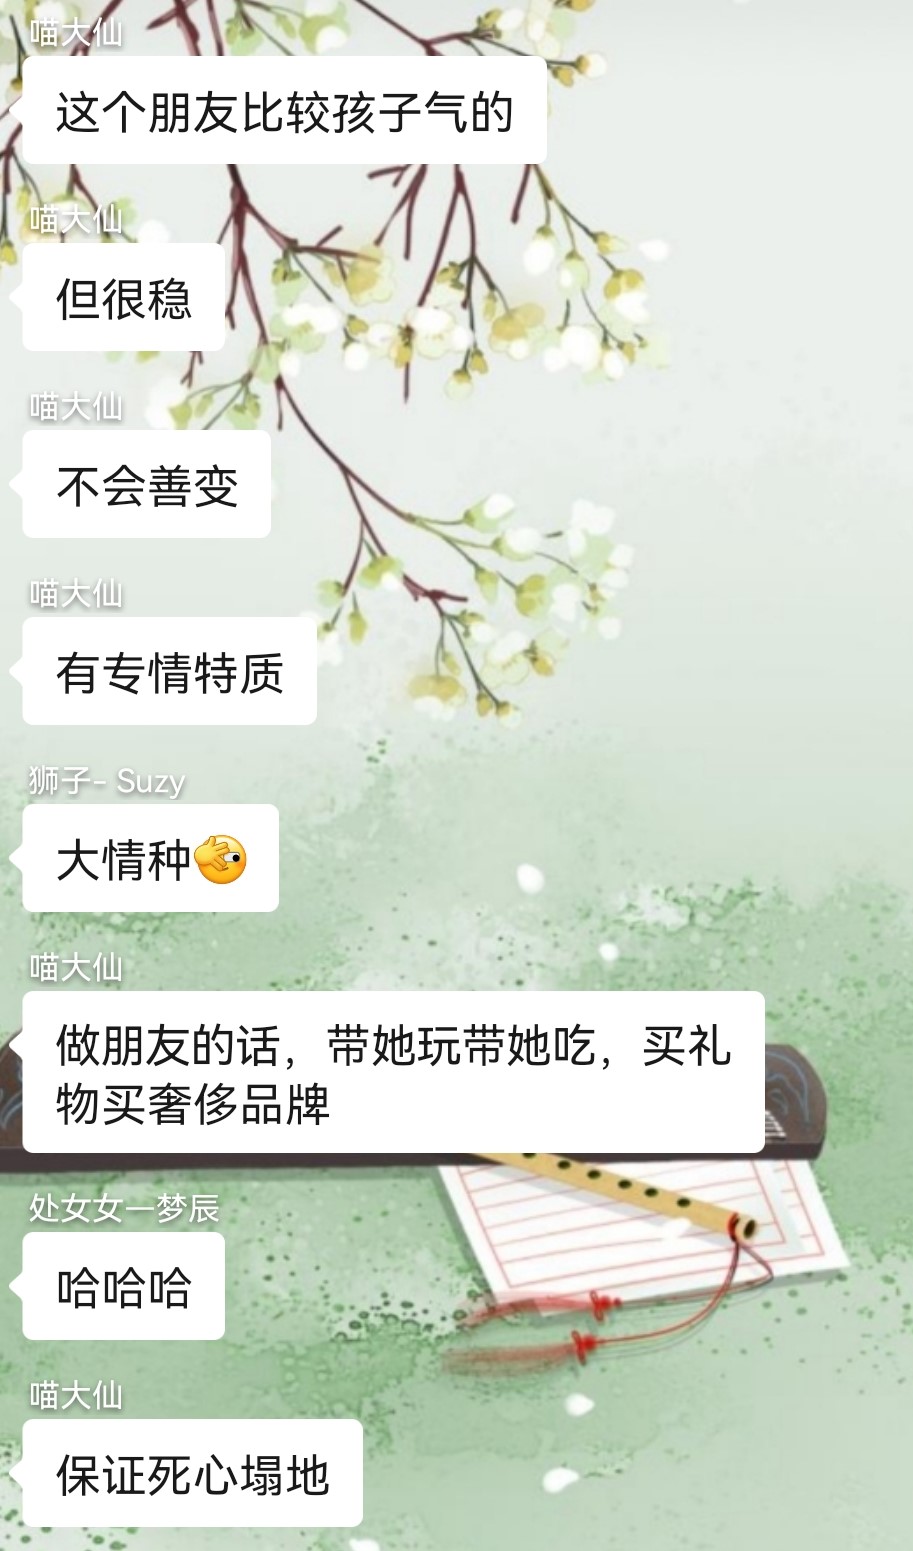 喵大仙
这个朋友比较孩子气的
喵大仙
但很稳
喵大仙
不会善变
喵大仙
有专情特质
狮子- Suzy
大情种🫣
喵大仙
做朋友的话，带她玩带她吃，买礼
物买奢侈品牌
处女女一梦辰
哈哈哈
喵大仙
保证死心塌地